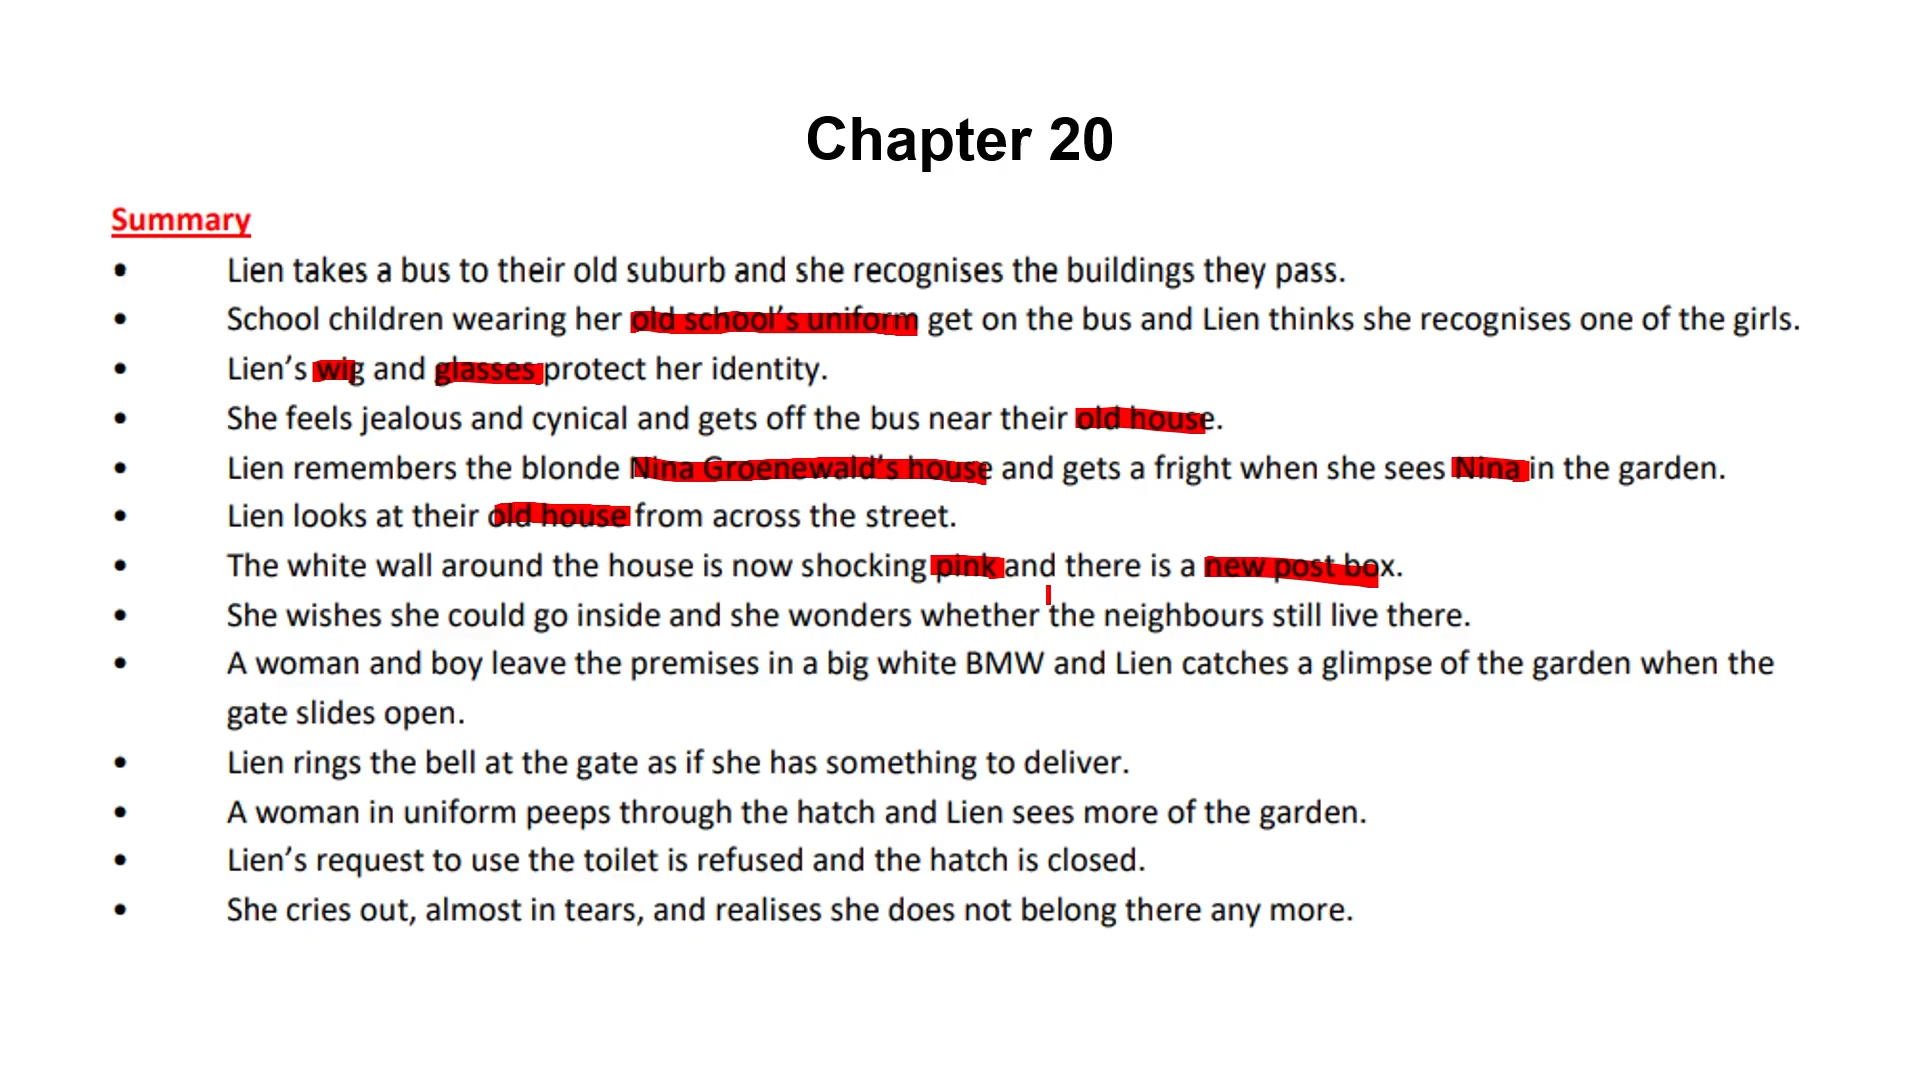 Chapter 20
Summary
• Lien takes a bus to their old suburb and she recognises the buildings they pass.
• School children wearing her old school’s uniform get on the bus and Lien thinks she recognises one of the girls.
• Lien’s wig and glasses protect her identity.
• She feels jealous and cynical and gets off the bus near their old house.
• Lien remembers the blonde Nina Groenewald’s house and gets a fright when she sees Nina in the garden.
• Lien looks at their old house from across the street.
• The white wall around the house is now shocking pink and there is a new post box.
• She wishes she could go inside and she wonders whether the neighbours still live there.
• A woman and boy leave the premises in a big white BMW and Lien catches a glimpse of the garden when the
gate slides open.
• Lien rings the bell at the gate as if she has something to deliver.
• A woman in uniform peeps through the hatch and Lien sees more of the garden.
• Lien’s request to use the toilet is refused and the hatch is closed.
• She cries out, almost in tears, and realises she does not belong there any more.